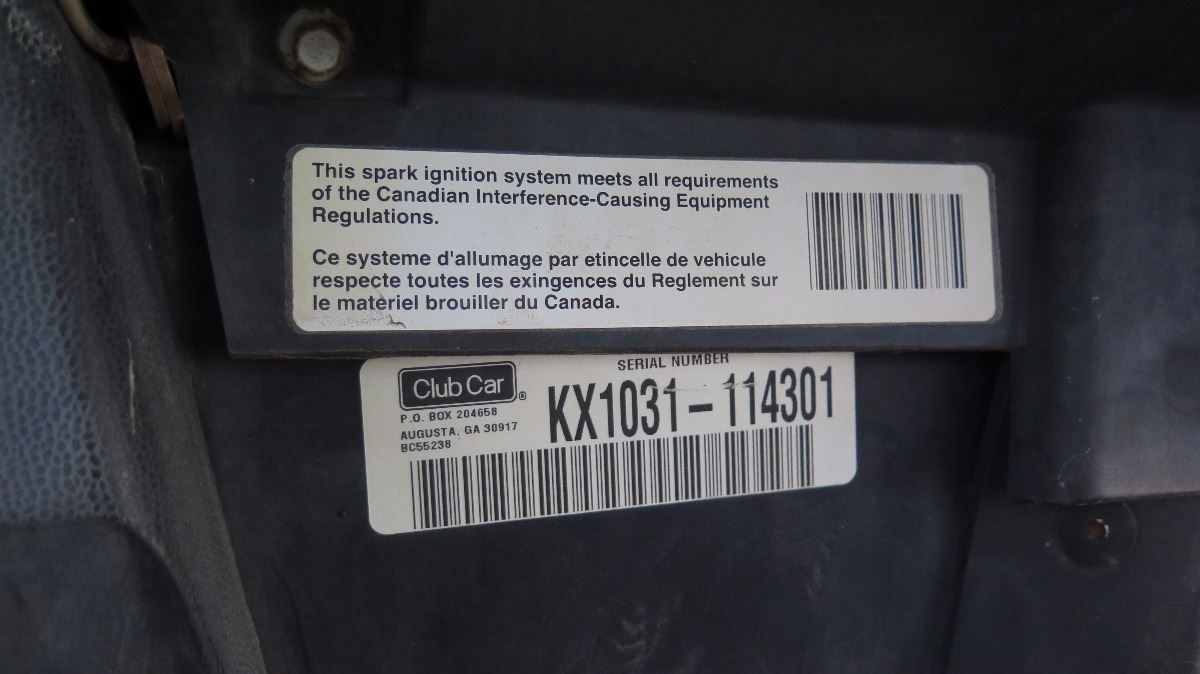 This spark ignition system meets all requirements
of the Canadian Interference-Causing Equipment
Regulations.
Ce systeme d'allumage par etincelle de vehicule
respecte toutes les exingences du Reglement sur
le materiel brouiller du Canada.
Club Car®
P.O. BOX 204658
AUGUSTA, GA 30917
BC55238
SERIAL NUMBER
KX1031-114301